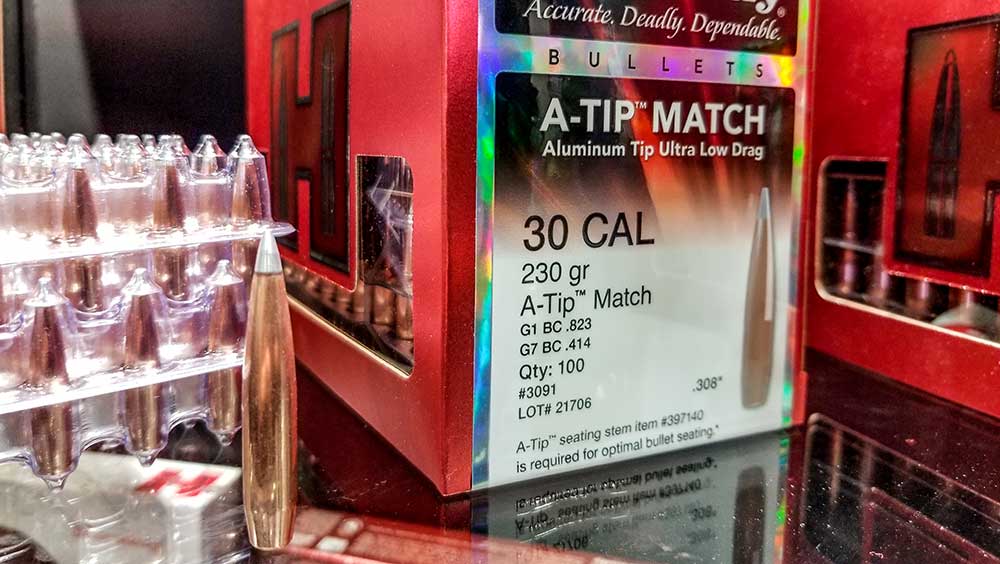 Accurate. Deadly. Dependable.
BULLETS
A-TIP™ MATCH
Aluminum Tip Ultra Low Drag
30 CAL
230 gr
A-Tip™ Match
G1 BC .823
G7 BC .414
Qty: 100
#3091
.308"
LOT# 21706
A-Tip™ seating stem item #397140
is required for optimal bullet seating.*